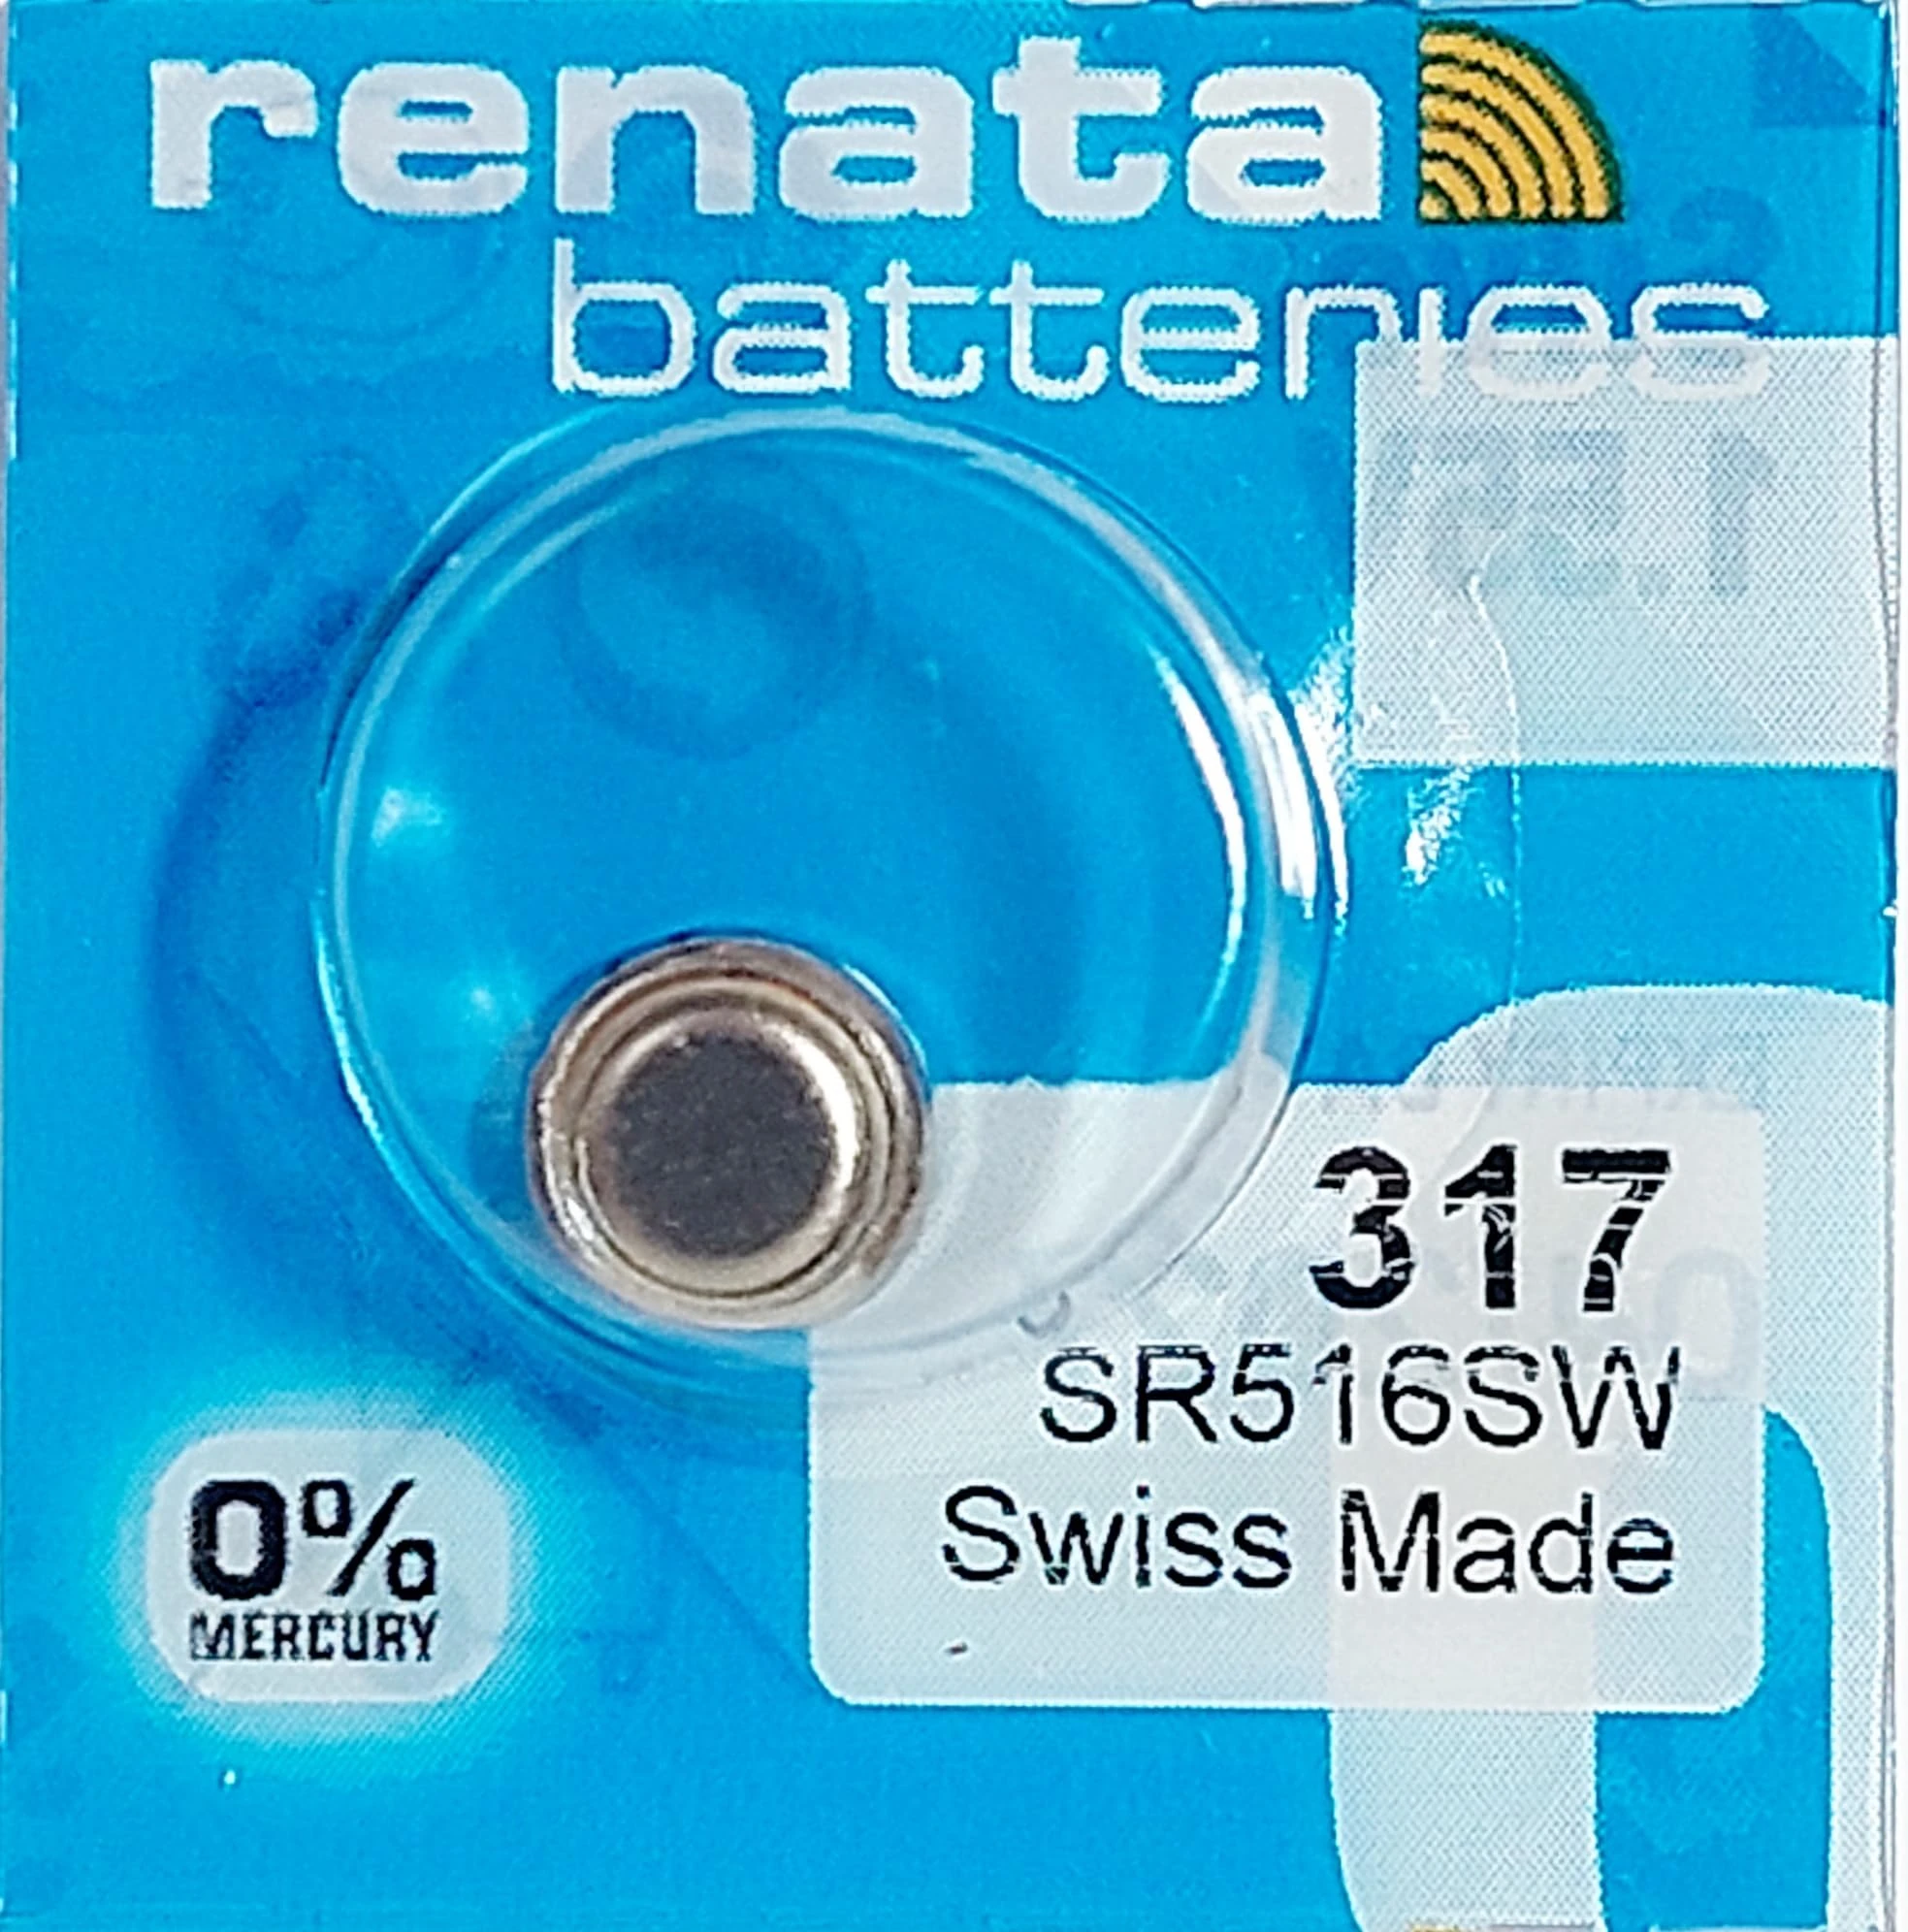 renata
batteries
317
SR516SW
Swiss Made
0%
MERCURY